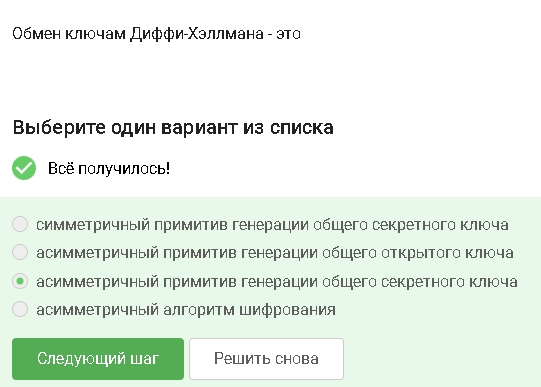 Обмен ключам Диффи-Хэллмана - это
Выберите один вариант из списка
Всё получилось!
симметричный примитив генерации общего секретного ключа
асимметричный примитив генерации общего открытого ключа
асимметричный примитив генерации общего секретного ключа
асимметричный алгоритм шифрования
Следующий шаг
Решить снова